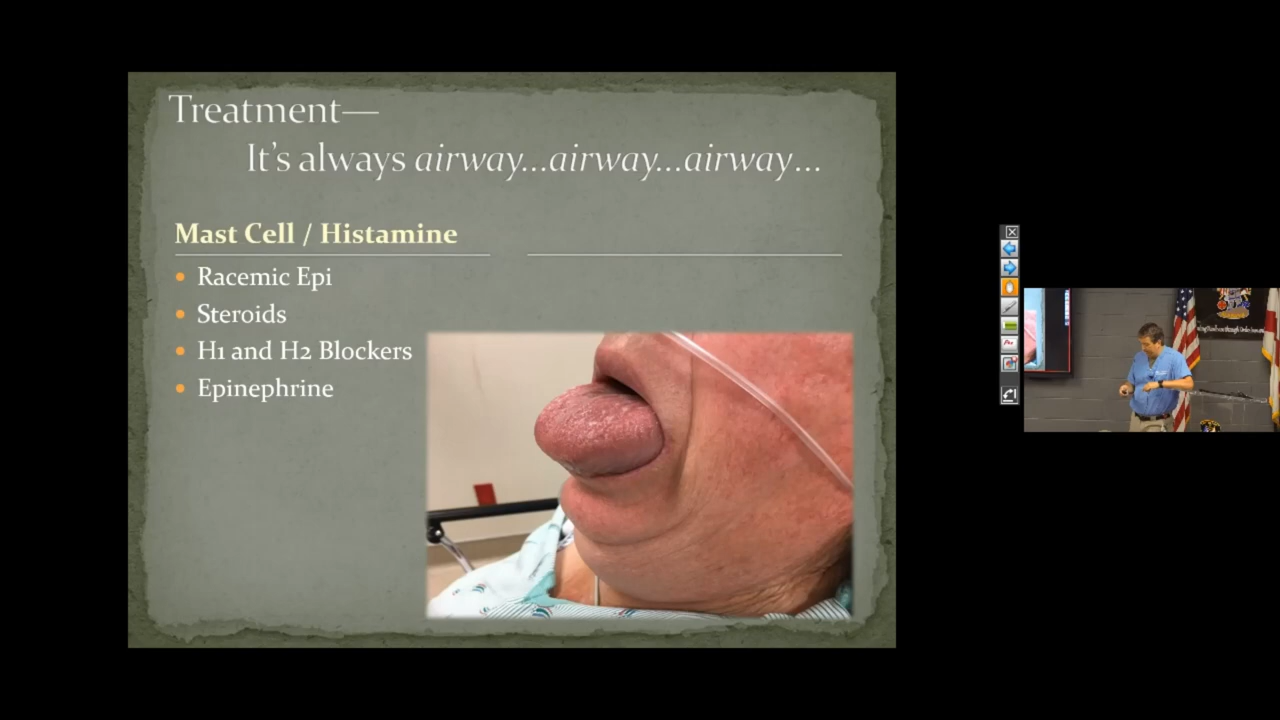 Treatment—
It's always airway...airway...airway...
Mast Cell / Histamine
Racemic Epi
Steroids
H1 and H2 Blockers
Epinephrine